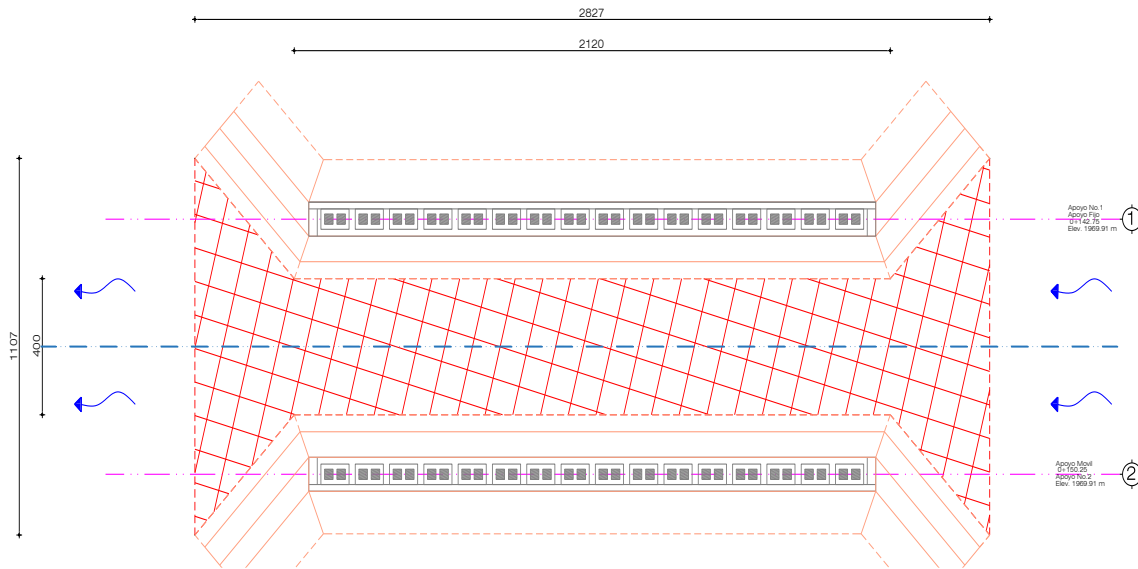 2827
2120
Apoyo No.1
Apoyo Fijo
0+142.75
Elev. 1969.91 m
1
1107
400
Apoyo Movil
0+150.25
Apoyo No.2
Elev. 1969.91 m
2